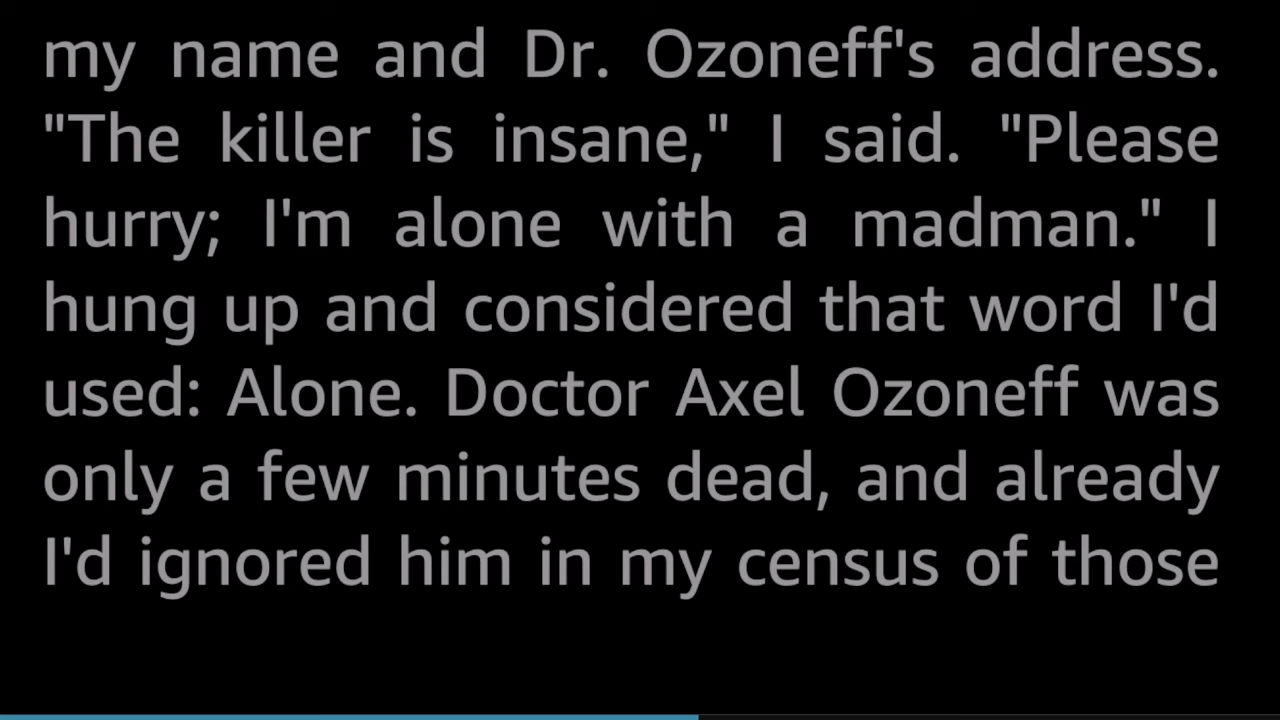 my name and Dr. Ozoneff's address.
"The killer is insane," I said. "Please
hurry; I'm alone with a madman." I
hung up and considered that word I'd
used: Alone. Doctor Axel Ozoneff was
only a few minutes dead, and already
I'd ignored him in my census of those